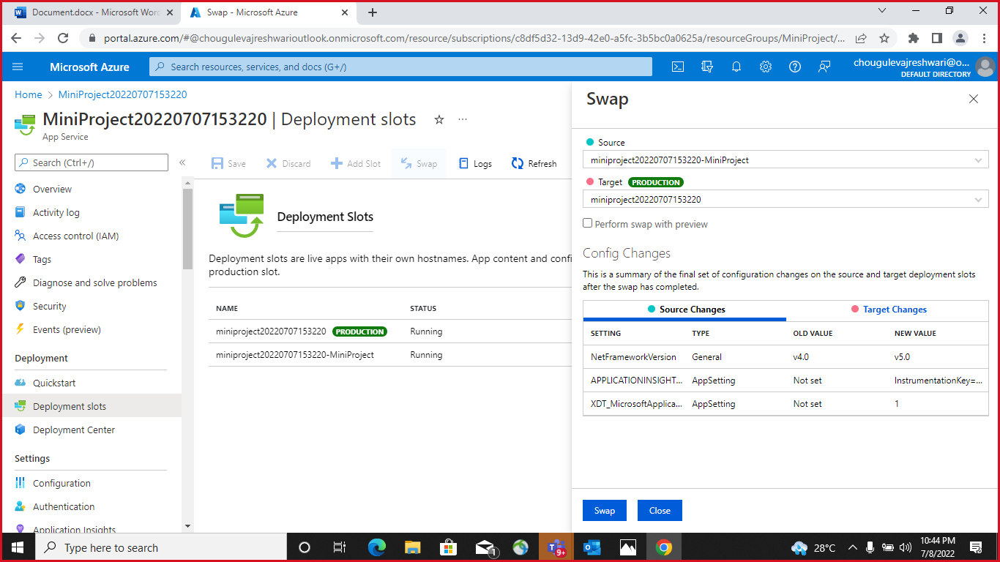 Document.docx - Microsoft Word
Swap - Microsoft Azure
portal.azure.com/#@chougulevajreshwarioutlook.onmicrosoft.com/resource/subscriptions/c8df5d32-13d9-42e0-a5fc-3b5bc0a0625a/resourceGroups/MiniProject/...
Microsoft Azure
Search resources, services, and docs (G+/)
chougulevajreshwari@o...
DEFAULT DIRECTORY
Home > MiniProject20220707153220
MiniProject20220707153220 | Deployment slots
App Service
Search (Ctrl+/)
Overview
Activity log
Access control (IAM)
Tags
Diagnose and solve problems
Security
Events (preview)
Deployment
Quickstart
Deployment slots
Deployment Center
Settings
Configuration
Authentication
Application Insights
Save Discard Add Slot Swap Logs Refresh
Deployment Slots
Deployment slots are live apps with their own hostnames. App content and confi
production slot.
NAME STATUS
miniproject20220707153220 PRODUCTION Running
miniproject20220707153220-MiniProject Running
Swap
Source
miniproject20220707153220-MiniProject
Target PRODUCTION
miniproject20220707153220
Perform swap with preview
Config Changes
This is a summary of the final set of configuration changes on the source and target deployment slots
after the swap has completed.
Source Changes Target Changes
SETTING TYPE OLD VALUE NEW VALUE
NetFrameworkVersion General v4.0 v5.0
APPLICATIONINSIGHT... AppSetting Not set InstrumentationKey=...
XDT_MicrosoftApplica... AppSetting Not set 1
Swap Close
Type here to search
1
9+
28°C
10:44 PM
7/8/2022